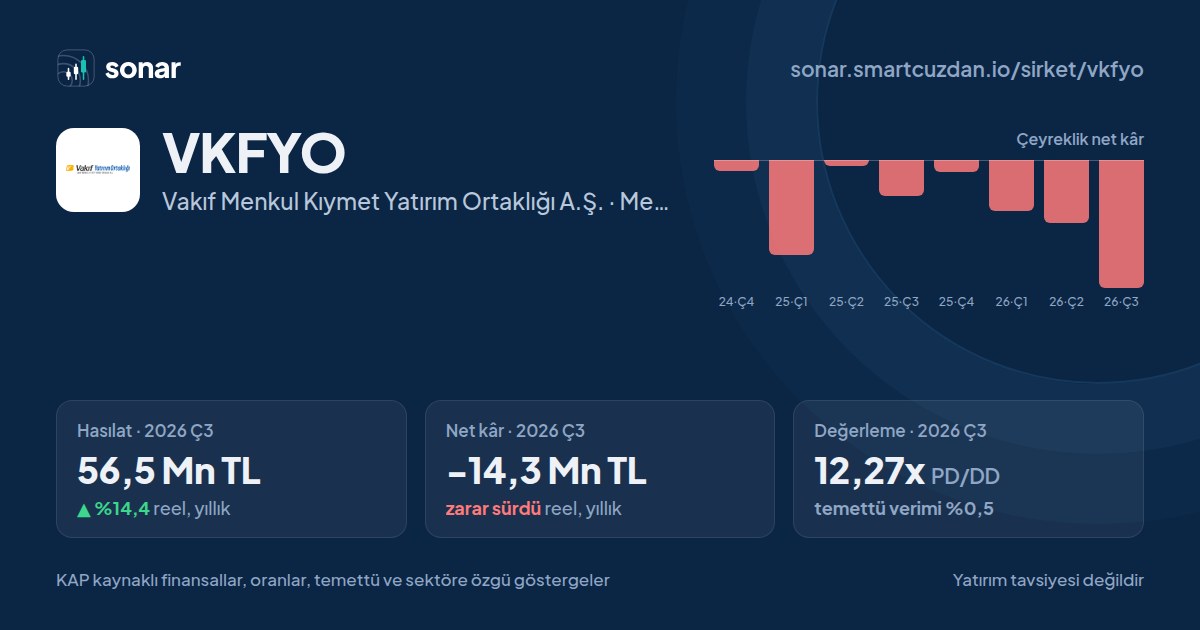 sonar
sonar.smartcuzdan.io/sirket/vkfyo
VKFYO
Vakıf Menkul Kıymet Yatırım Ortaklığı A.Ş. · Me...
Vakıf Yatırım Ortaklığı
Çeyreklik net kâr
24·Ç4 25·Ç1 25·Ç2 25·Ç3 25·Ç4 26·Ç1 26·Ç2 26·Ç3
Hasılat · 2026 Ç3
56,5 Mn TL
▲ %14,4 reel, yıllık
Net kâr · 2026 Ç3
−14,3 Mn TL
zarar sürdü reel, yıllık
Değerleme · 2026 Ç3
12,27x PD/DD
temettü verimi %0,5
KAP kaynaklı finansallar, oranlar, temettü ve sektöre özgü göstergeler
Yatırım tavsiyesi değildir